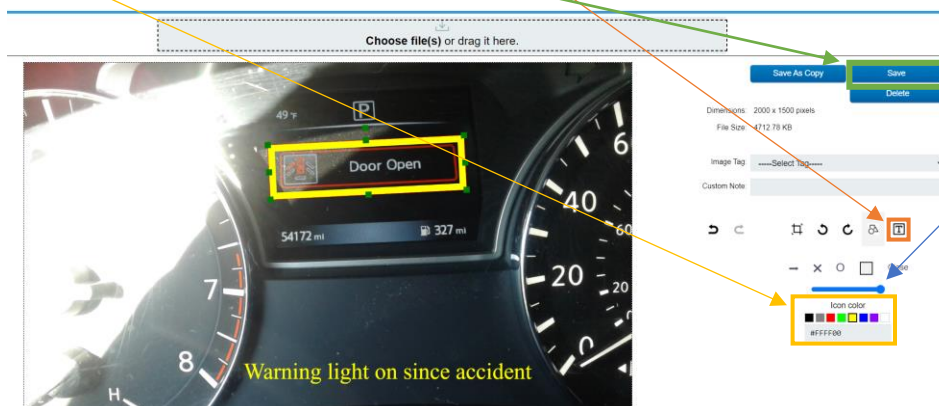 Choose file(s) or drag it here.
Save As Copy
Save
Delete
Dimensions: 2000 x 1500 pixels
File Size: 4712.78 KB
Image Tag: -----Select Tag-----
Custom Note
T
Icon color
#FFFF00
49 °F
P
Door Open
54172 mi
327 mi
7
8
H
6
40
60
20
20
0
Warning light on since accident